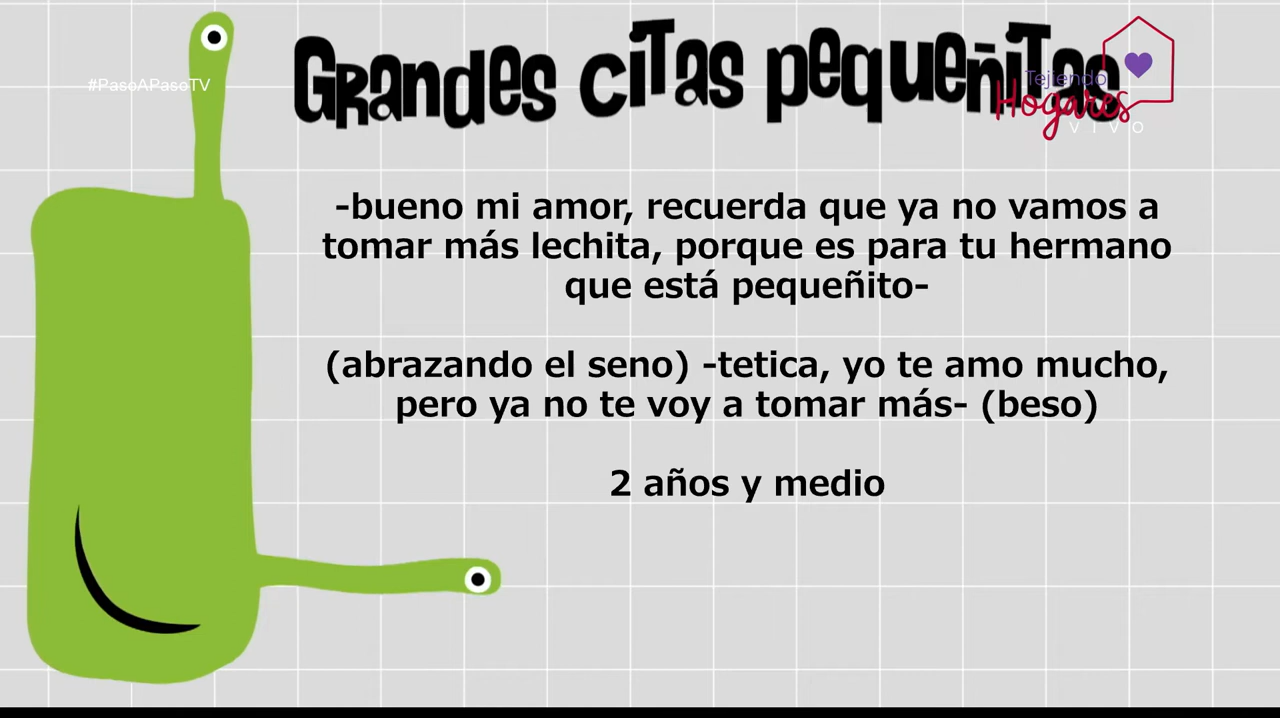 Grandes citas pequeñitas
#PasoAPasoTV
Tejiendo
Hogares
VIVO
-bueno mi amor, recuerda que ya no vamos a
tomar más lechita, porque es para tu hermano
que está pequeñito-
(abrazando el seno) -tetica, yo te amo mucho,
pero ya no te voy a tomar más- (beso)
2 años y medio